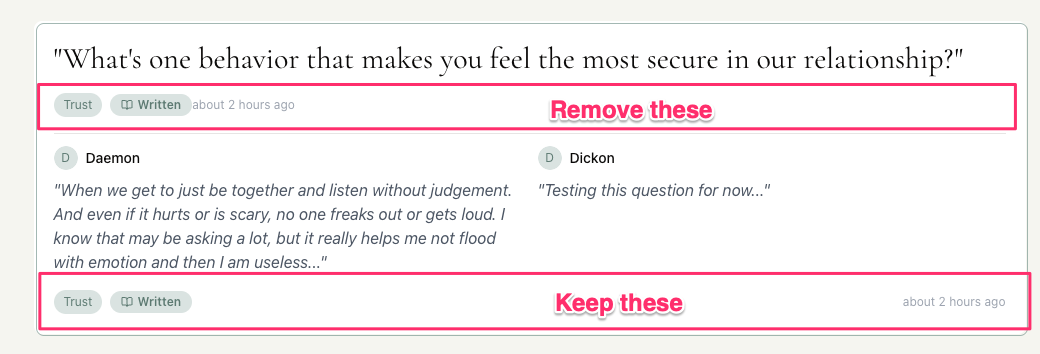 "What's one behavior that makes you feel the most secure in our relationship?"
Trust Written about 2 hours ago
Remove these
D Daemon
"When we get to just be together and listen without judgement.
And even if it hurts or is scary, no one freaks out or gets loud. I
know that may be asking a lot, but it really helps me not flood
with emotion and then I am useless..."
D Dickon
"Testing this question for now..."
Trust Written
Keep these
about 2 hours ago